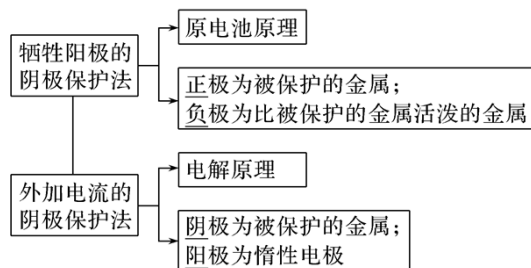 牺牲阳极的
阴极保护法
原电池原理
正极为被保护的金属；
负极为比被保护的金属活泼的金属
外加电流的
阴极保护法
电解原理
阴极为被保护的金属；
阳极为惰性电极